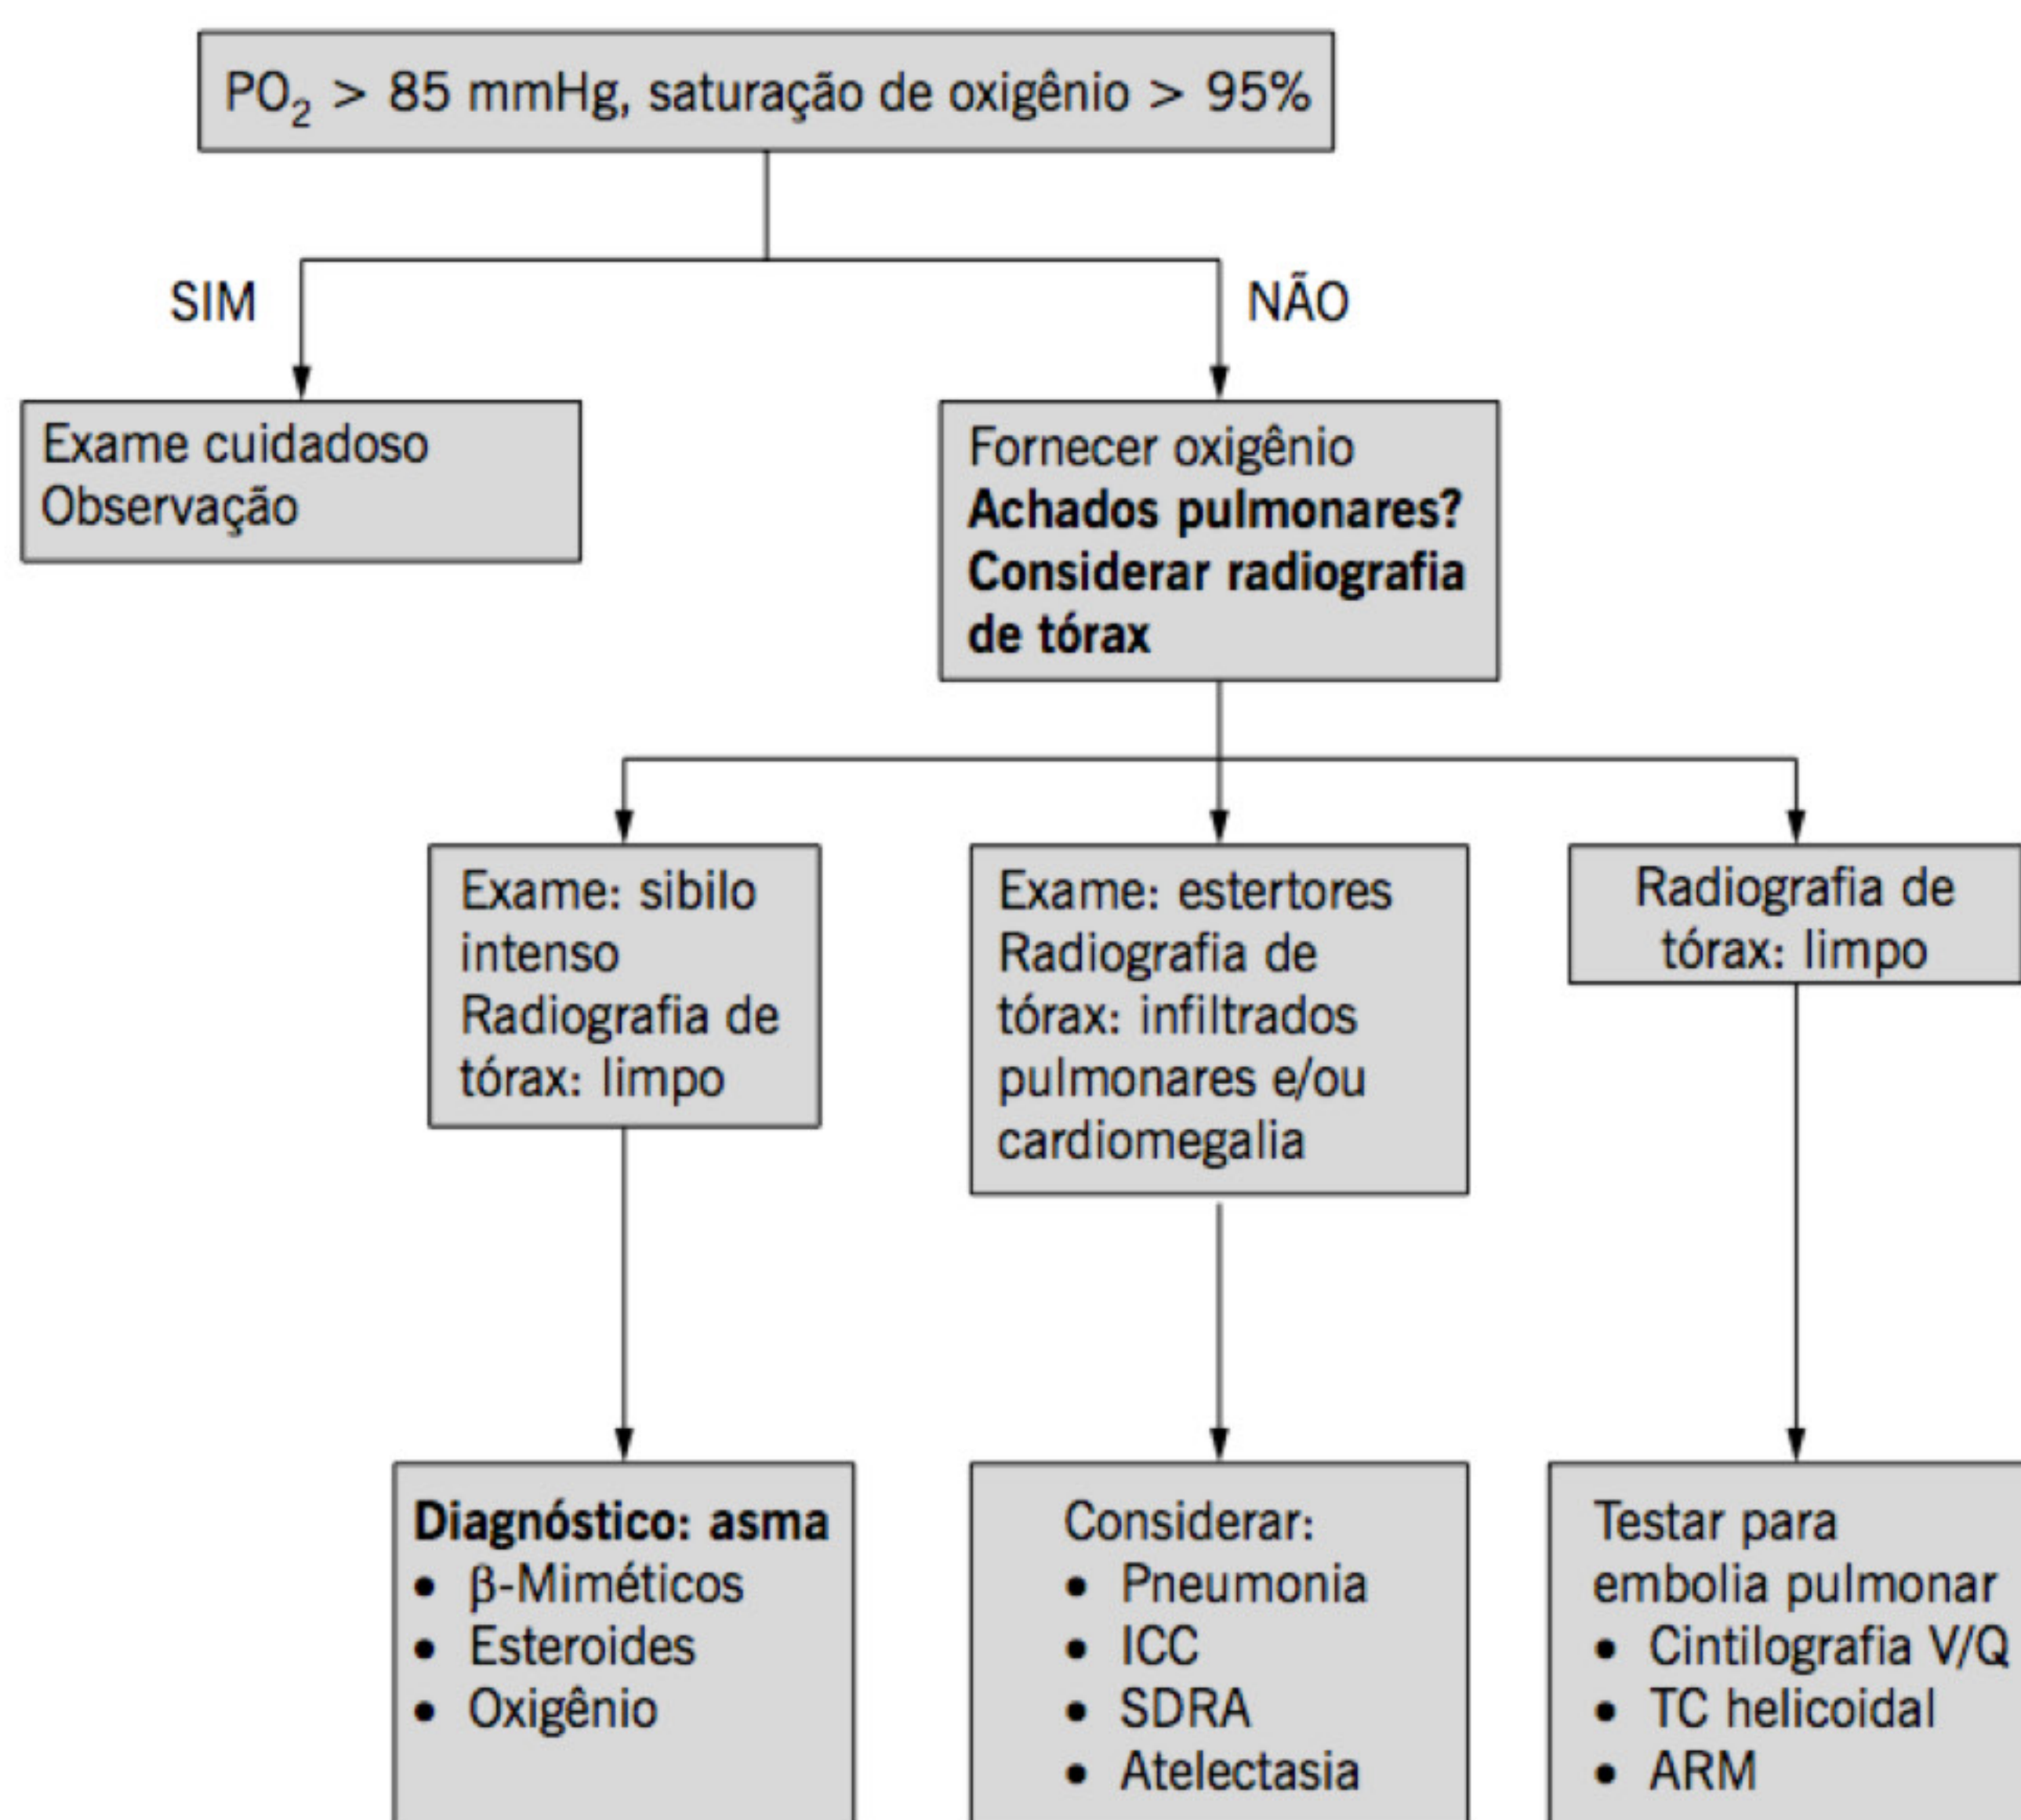 PO₂ > 85 mmHg, saturação de oxigênio > 95%
SIM
NÃO
Exame cuidadoso
Observação
Fornecer oxigênio
Achados pulmonares?
Considerar radiografia
de tórax
Exame: sibilo
intenso
Radiografia de
tórax: limpo
Exame: estertores
Radiografia de
tórax: infiltrados
pulmonares e/ou
cardiomegalia
Radiografia de
tórax: limpo
Diagnóstico: asma
• β-Miméticos
• Esteroides
• Oxigênio
Considerar:
• Pneumonia
• ICC
• SDRA
• Atelectasia
Testar para
embolia pulmonar
• Cintilografia V/Q
• TC helicoidal
• ARM